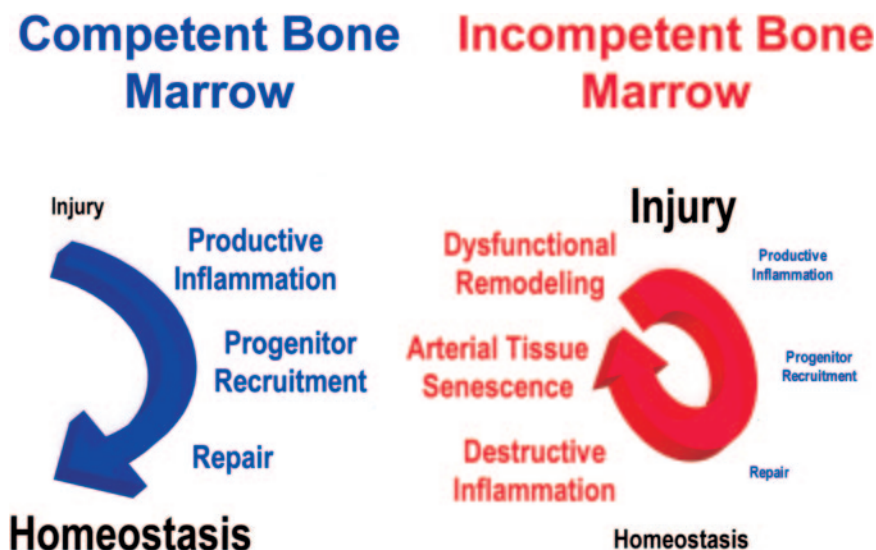 Competent Bone
Marrow
Injury
Productive
Inflammation
Progenitor
Recruitment
Repair
Homeostasis
Incompetent Bone
Marrow
Injury
Dysfunctional
Remodeling
Arterial Tissue
Senescence
Destructive
Inflammation
Productive
Inflammation
Progenitor
Recruitment
Repair
Homeostasis